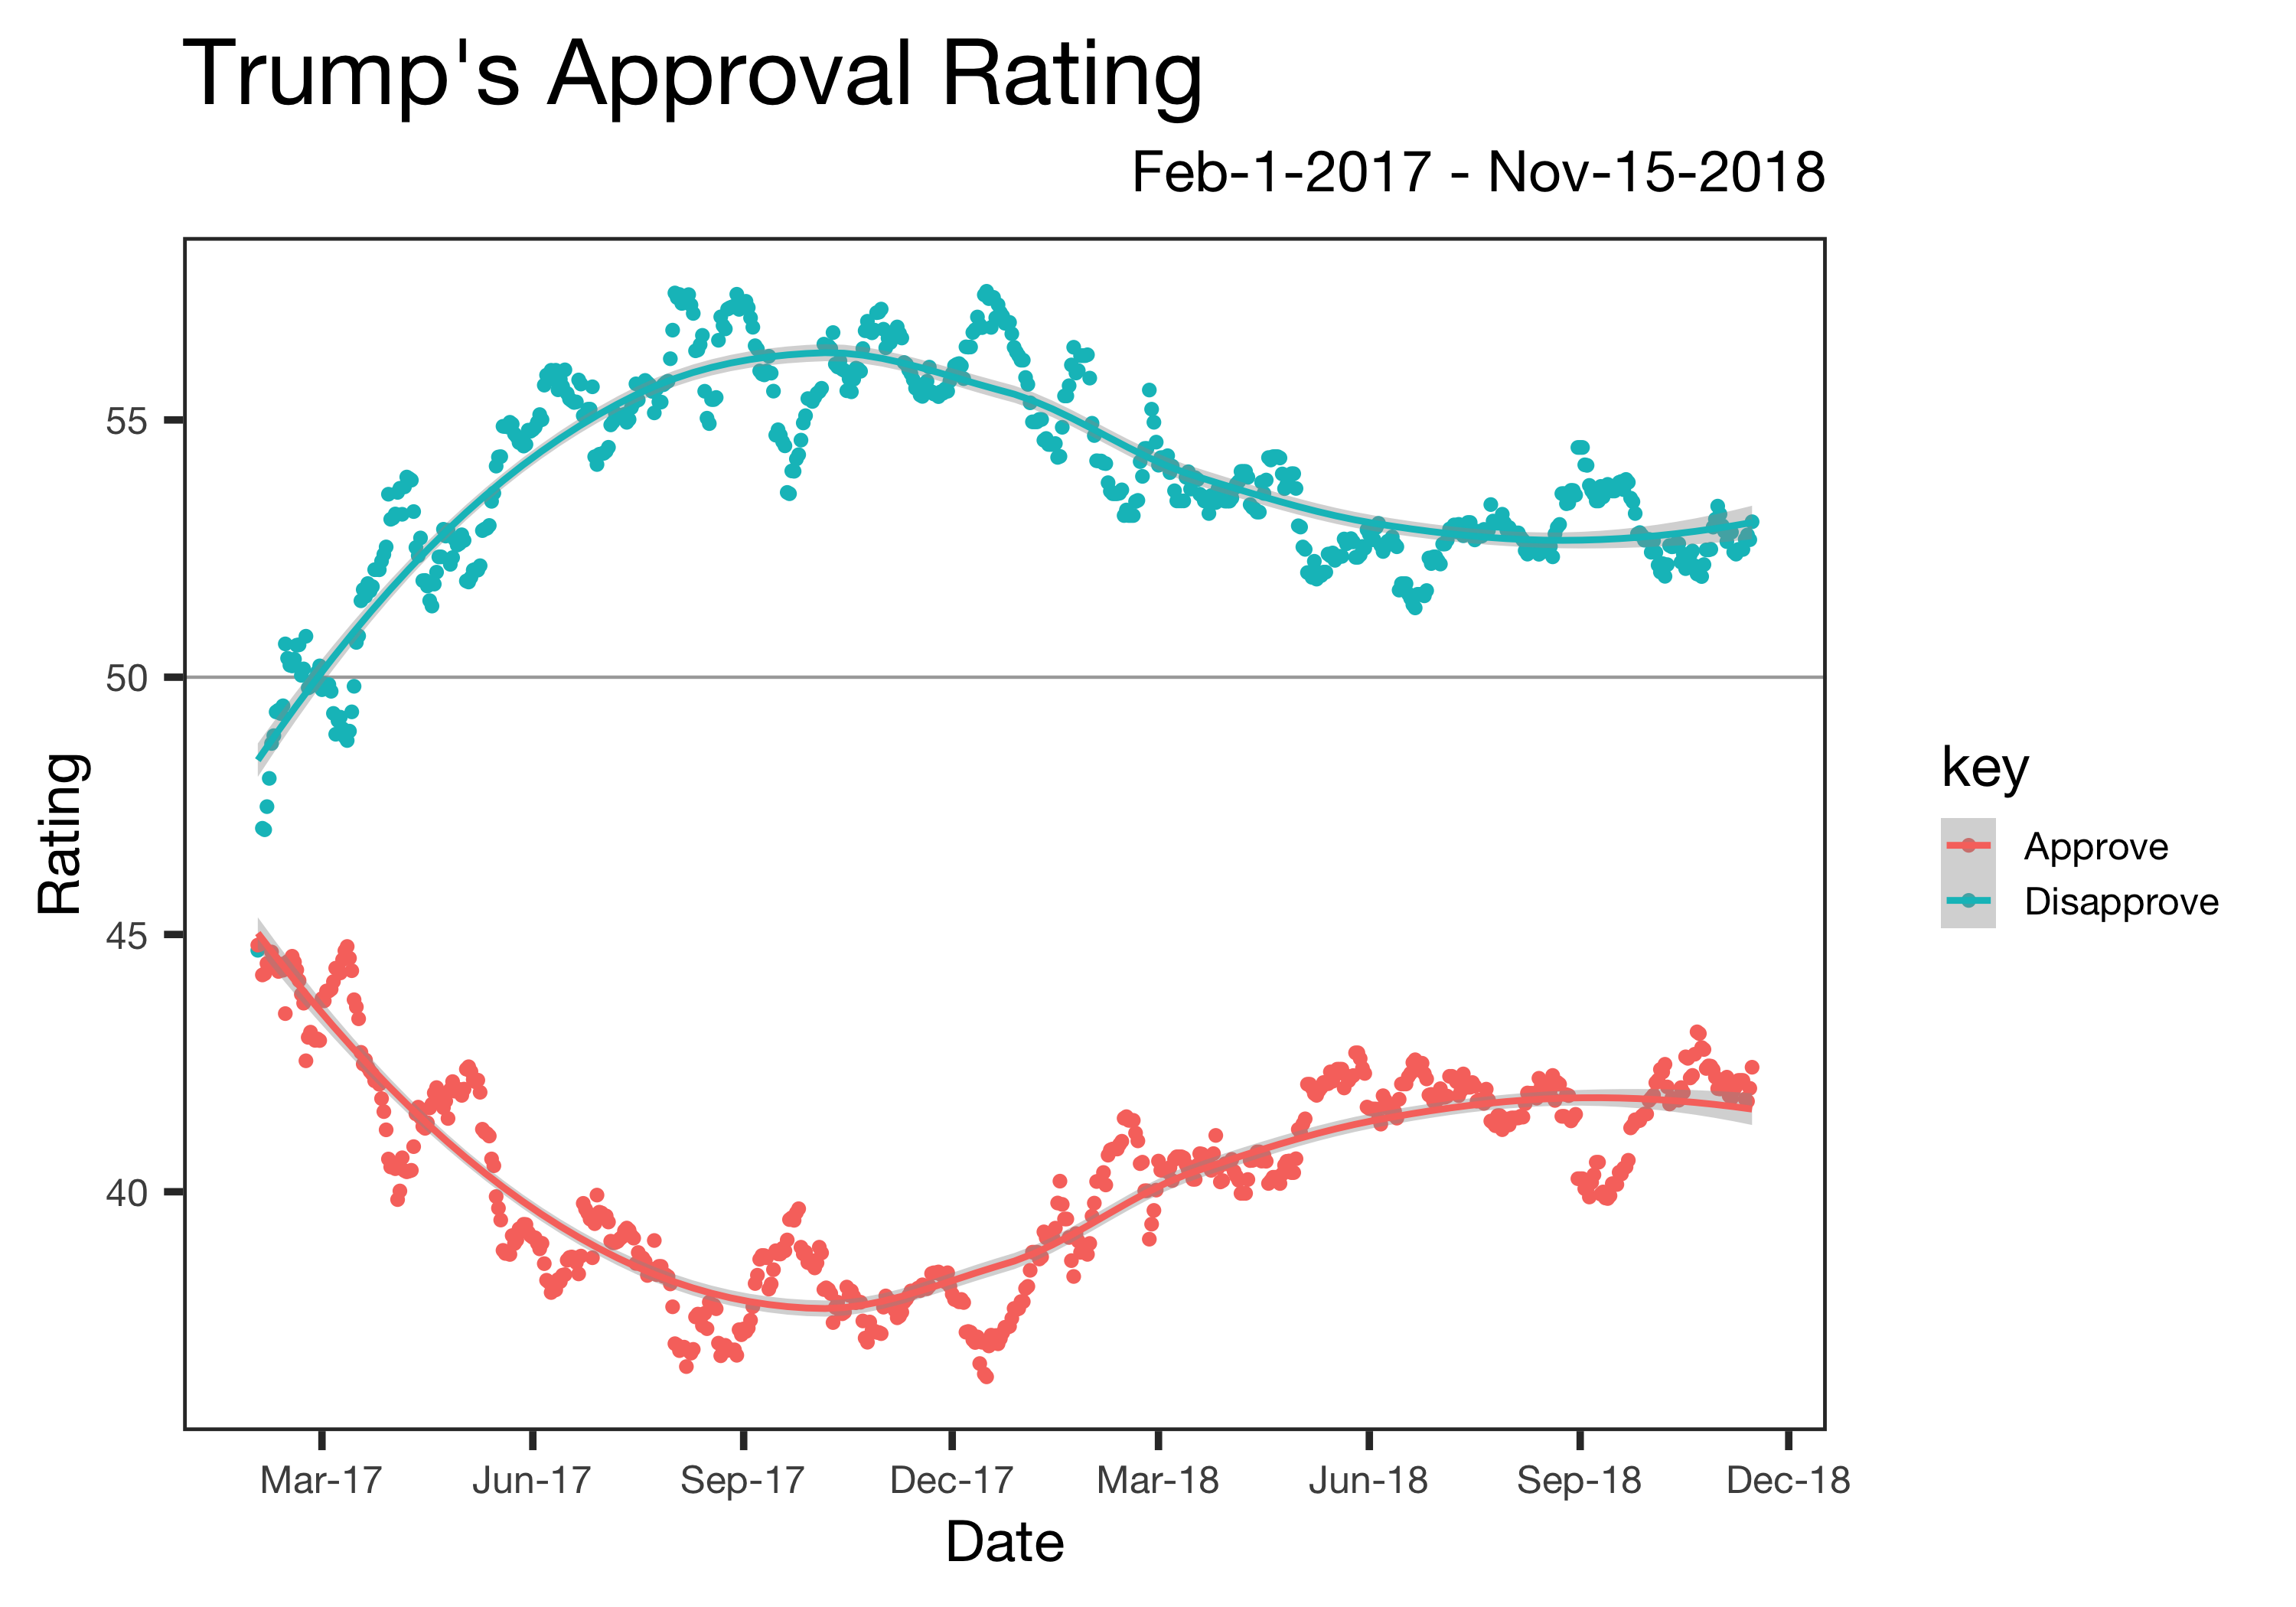 Trump's Approval Rating
Feb-1-2017 - Nov-15-2018
55
50
45
40
Rating
Mar-17 Jun-17 Sep-17 Dec-17 Mar-18 Jun-18 Sep-18 Dec-18
Date
key
Approve
Disapprove